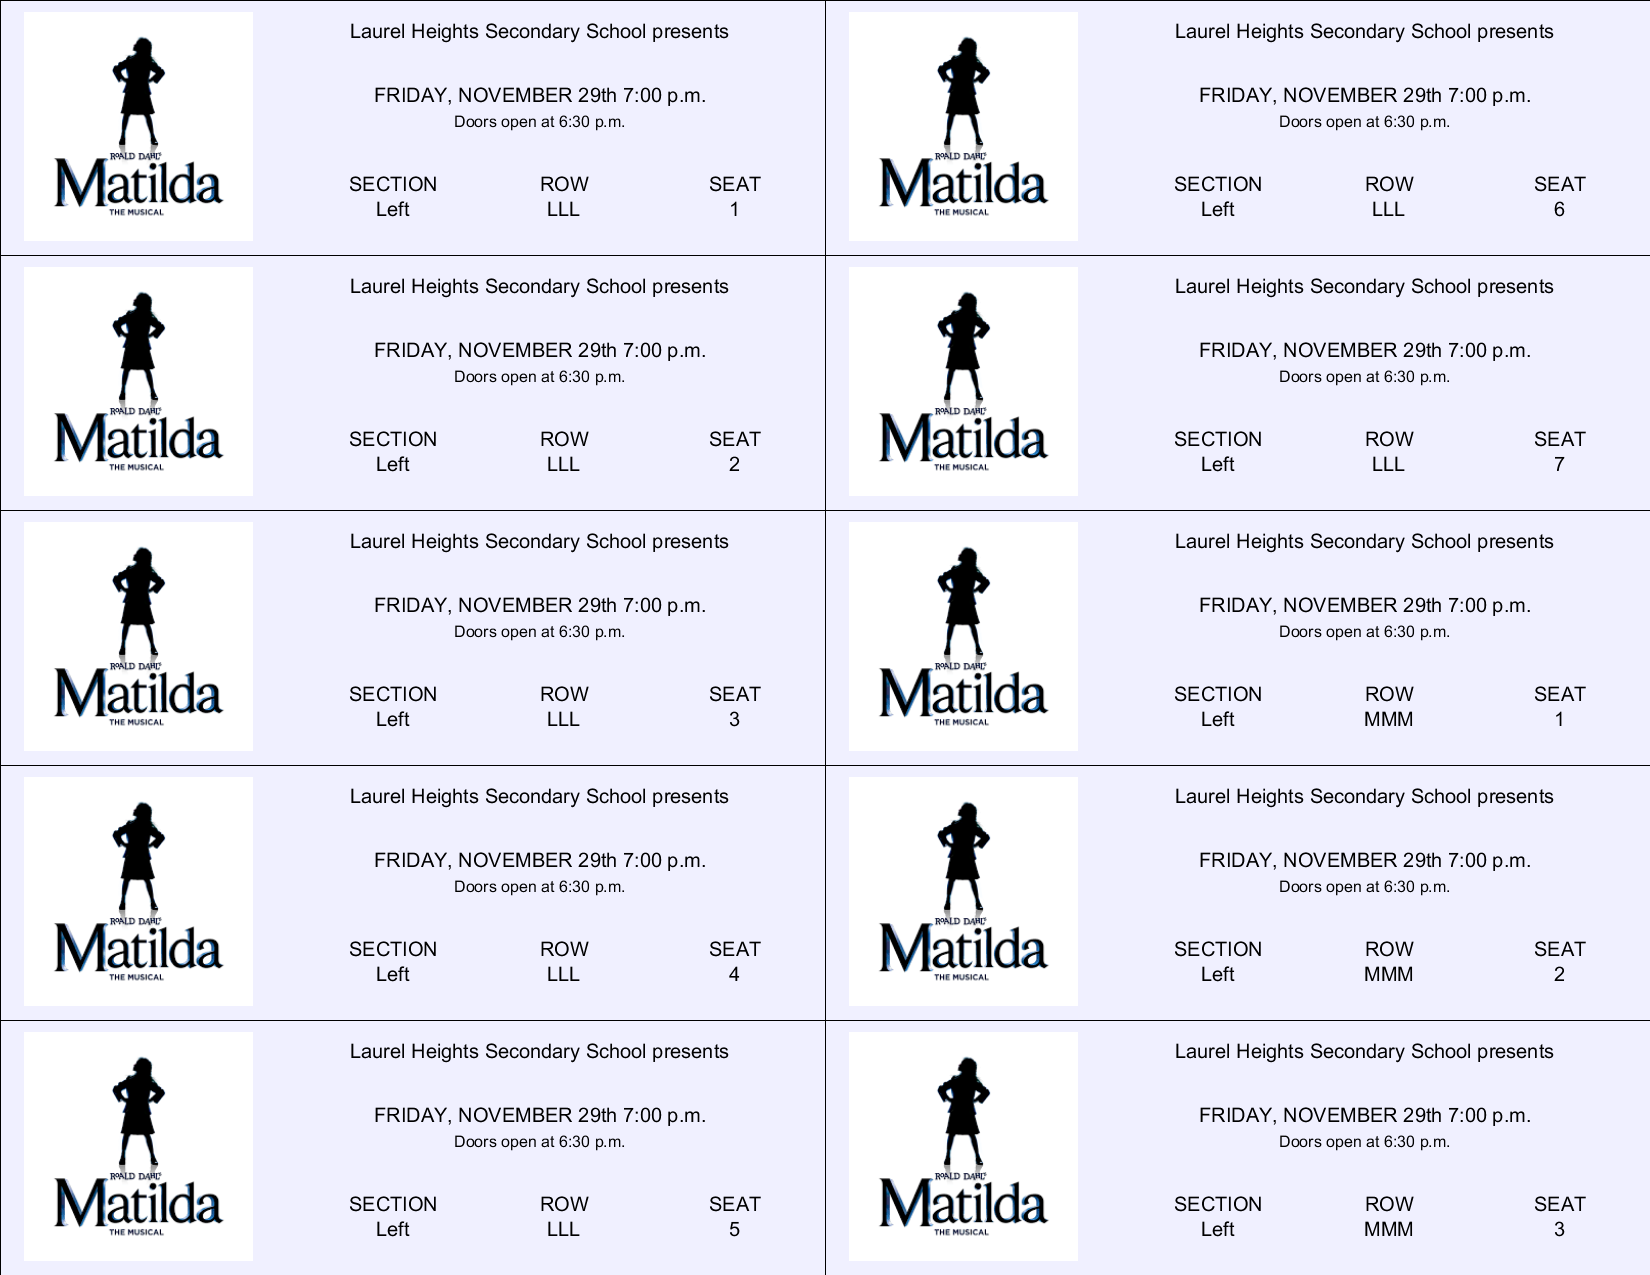 Laurel Heights Secondary School presents
FRIDAY, NOVEMBER 29th 7:00 p.m.
Doors open at 6:30 p.m.
ROALD DAHL'S
Matilda
THE MUSICAL
SECTION ROW SEAT
Left LLL 1
Laurel Heights Secondary School presents
FRIDAY, NOVEMBER 29th 7:00 p.m.
Doors open at 6:30 p.m.
ROALD DAHL'S
Matilda
THE MUSICAL
SECTION ROW SEAT
Left LLL 6
Laurel Heights Secondary School presents
FRIDAY, NOVEMBER 29th 7:00 p.m.
Doors open at 6:30 p.m.
ROALD DAHL'S
Matilda
THE MUSICAL
SECTION ROW SEAT
Left LLL 2
Laurel Heights Secondary School presents
FRIDAY, NOVEMBER 29th 7:00 p.m.
Doors open at 6:30 p.m.
ROALD DAHL'S
Matilda
THE MUSICAL
SECTION ROW SEAT
Left LLL 7
Laurel Heights Secondary School presents
FRIDAY, NOVEMBER 29th 7:00 p.m.
Doors open at 6:30 p.m.
ROALD DAHL'S
Matilda
THE MUSICAL
SECTION ROW SEAT
Left LLL 3
Laurel Heights Secondary School presents
FRIDAY, NOVEMBER 29th 7:00 p.m.
Doors open at 6:30 p.m.
ROALD DAHL'S
Matilda
THE MUSICAL
SECTION ROW SEAT
Left MMM 1
Laurel Heights Secondary School presents
FRIDAY, NOVEMBER 29th 7:00 p.m.
Doors open at 6:30 p.m.
ROALD DAHL'S
Matilda
THE MUSICAL
SECTION ROW SEAT
Left LLL 4
Laurel Heights Secondary School presents
FRIDAY, NOVEMBER 29th 7:00 p.m.
Doors open at 6:30 p.m.
ROALD DAHL'S
Matilda
THE MUSICAL
SECTION ROW SEAT
Left MMM 2
Laurel Heights Secondary School presents
FRIDAY, NOVEMBER 29th 7:00 p.m.
Doors open at 6:30 p.m.
ROALD DAHL'S
Matilda
THE MUSICAL
SECTION ROW SEAT
Left LLL 5
Laurel Heights Secondary School presents
FRIDAY, NOVEMBER 29th 7:00 p.m.
Doors open at 6:30 p.m.
ROALD DAHL'S
Matilda
THE MUSICAL
SECTION ROW SEAT
Left MMM 3